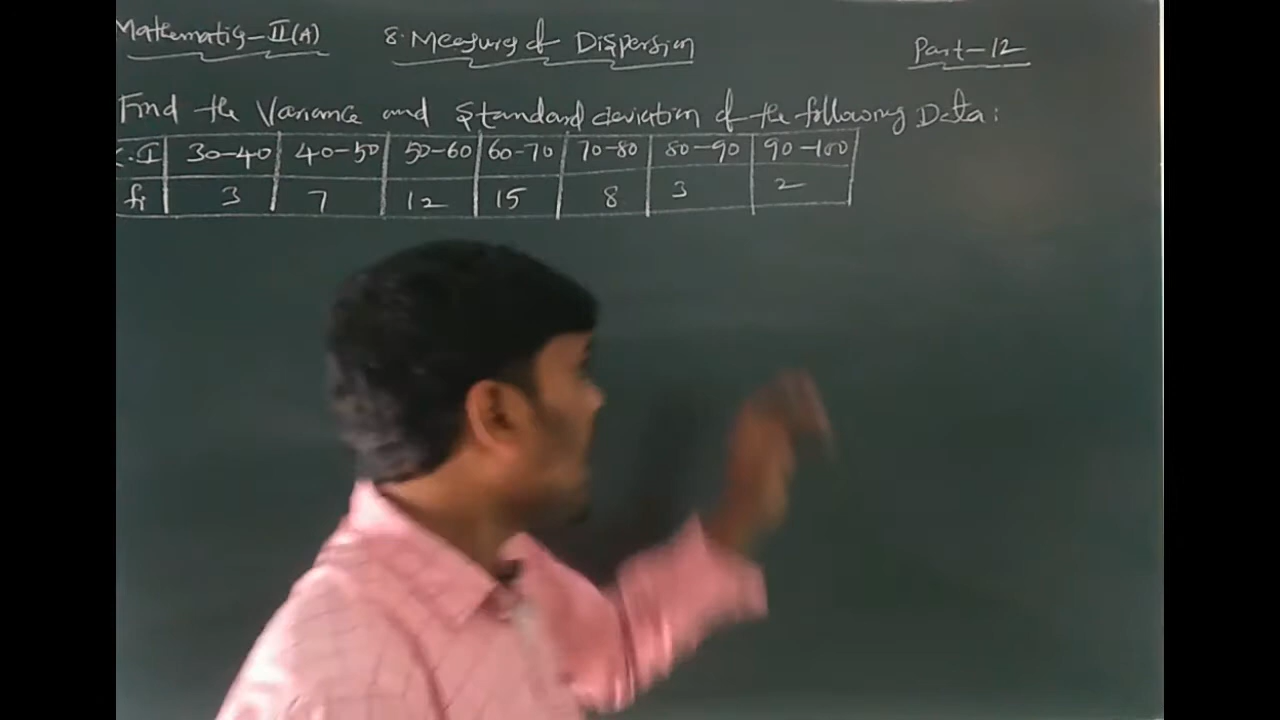 Mathematics-II(A) 8. Measures of Dispersion Part-12
Find the Variance and Standard deviation of the following Data:
C.I 30-40 40-50 50-60 60-70 70-80 80-90 90-100
fi 3 7 12 15 8 3 2